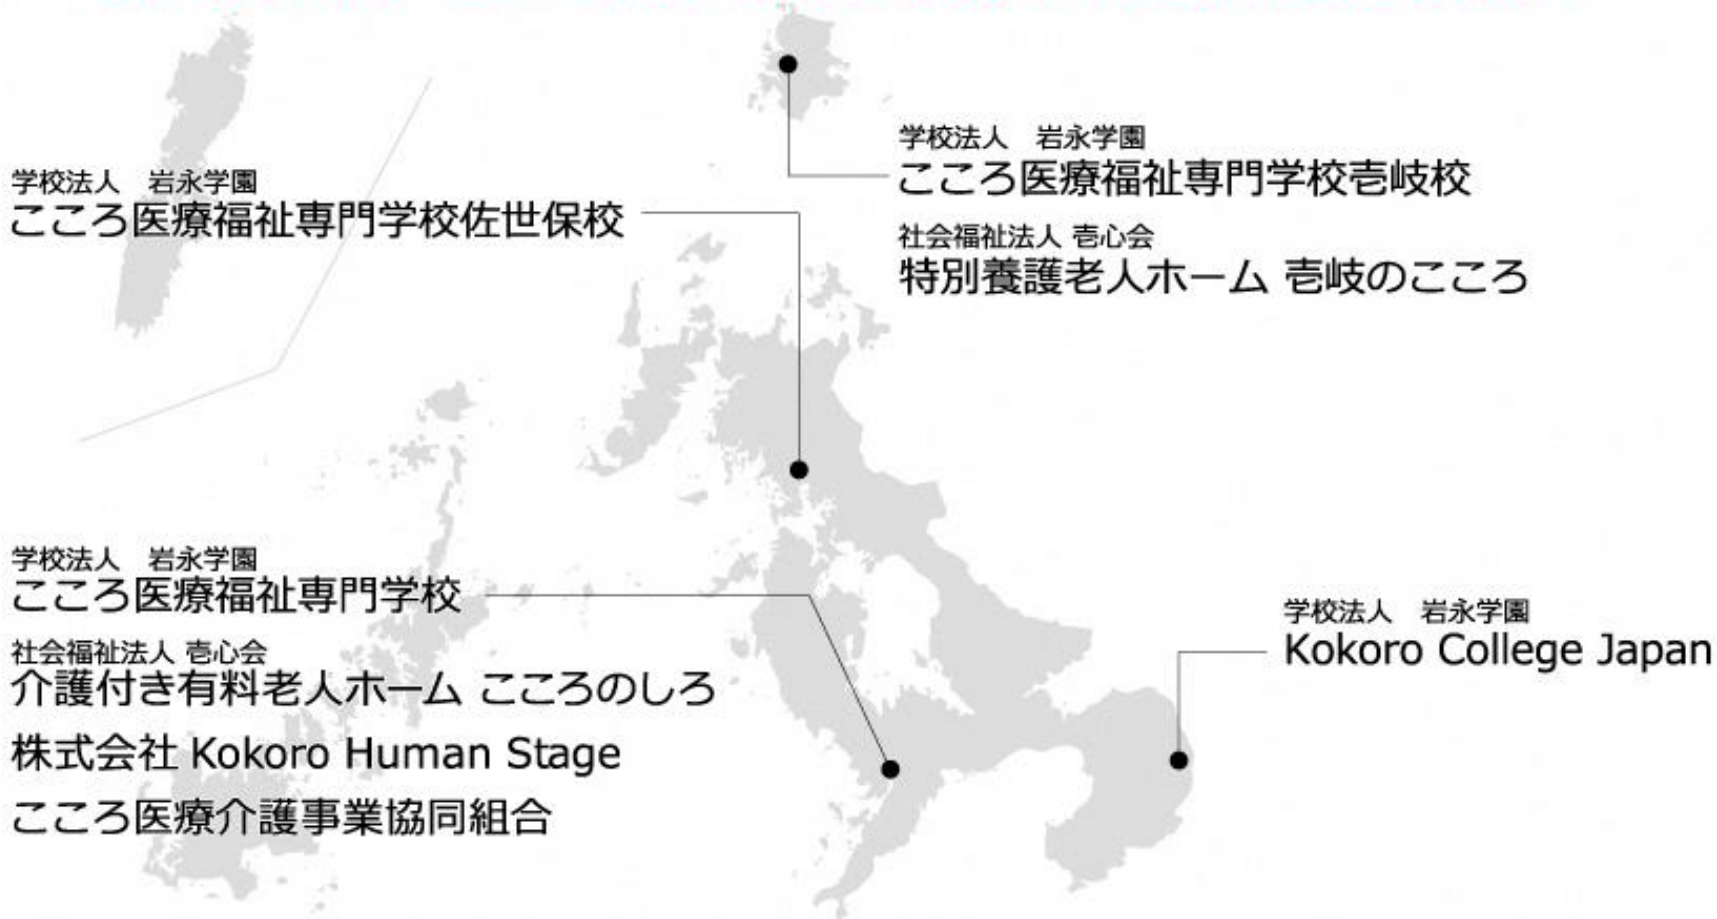 学校法人　岩永学園
こころ医療福祉専門学校壱岐校
社会福祉法人 壱心会
特別養護老人ホーム 壱岐のこころ
学校法人　岩永学園
こころ医療福祉専門学校佐世保校
学校法人　岩永学園
こころ医療福祉専門学校
社会福祉法人 壱心会
介護付き有料老人ホーム こころのしろ
株式会社 Kokoro Human Stage
こころ医療介護事業協同組合
学校法人　岩永学園
Kokoro College Japan